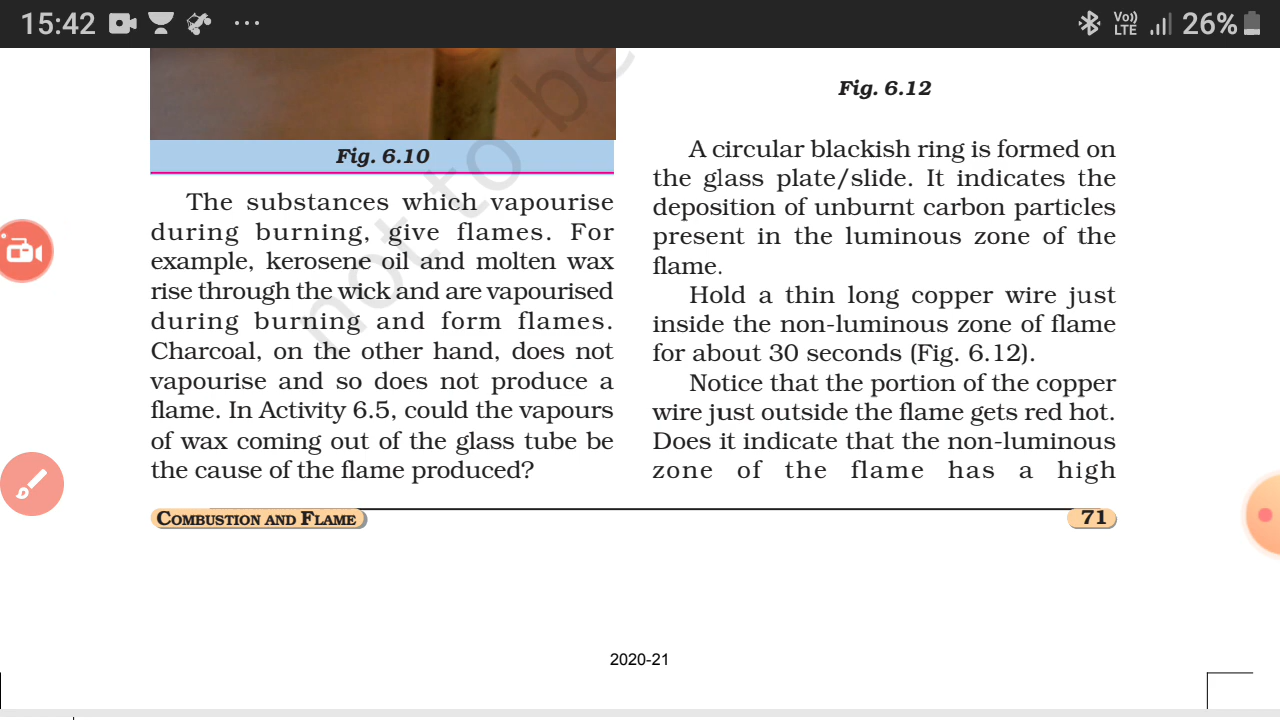 15:42
Vo))
LTE
26%
Fig. 6.10
The substances which vapourise
during burning, give flames. For
example, kerosene oil and molten wax
rise through the wick and are vapourised
during burning and form flames.
Charcoal, on the other hand, does not
vapourise and so does not produce a
flame. In Activity 6.5, could the vapours
of wax coming out of the glass tube be
the cause of the flame produced?
not to be
Fig. 6.12
A circular blackish ring is formed on
the glass plate/slide. It indicates the
deposition of unburnt carbon particles
present in the luminous zone of the
flame.
Hold a thin long copper wire just
inside the non-luminous zone of flame
for about 30 seconds (Fig. 6.12).
Notice that the portion of the copper
wire just outside the flame gets red hot.
Does it indicate that the non-luminous
zone of the flame has a high
COMBUSTION AND FLAME
71
2020-21